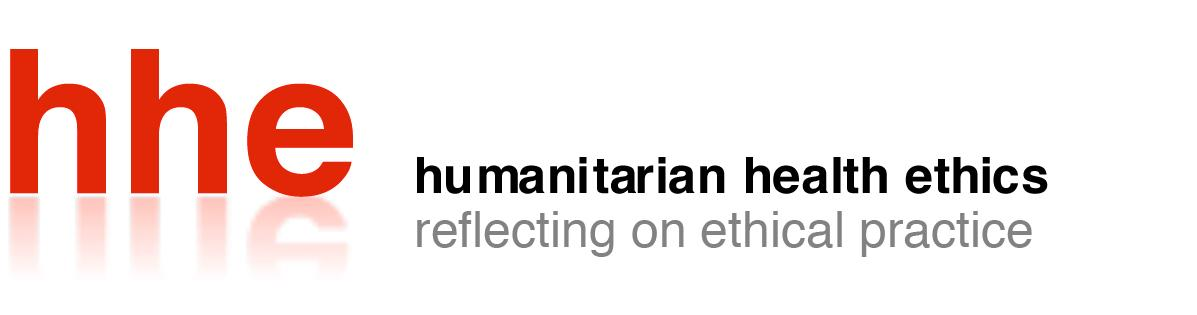 hhe
humanitarian health ethics
reflecting on ethical practice